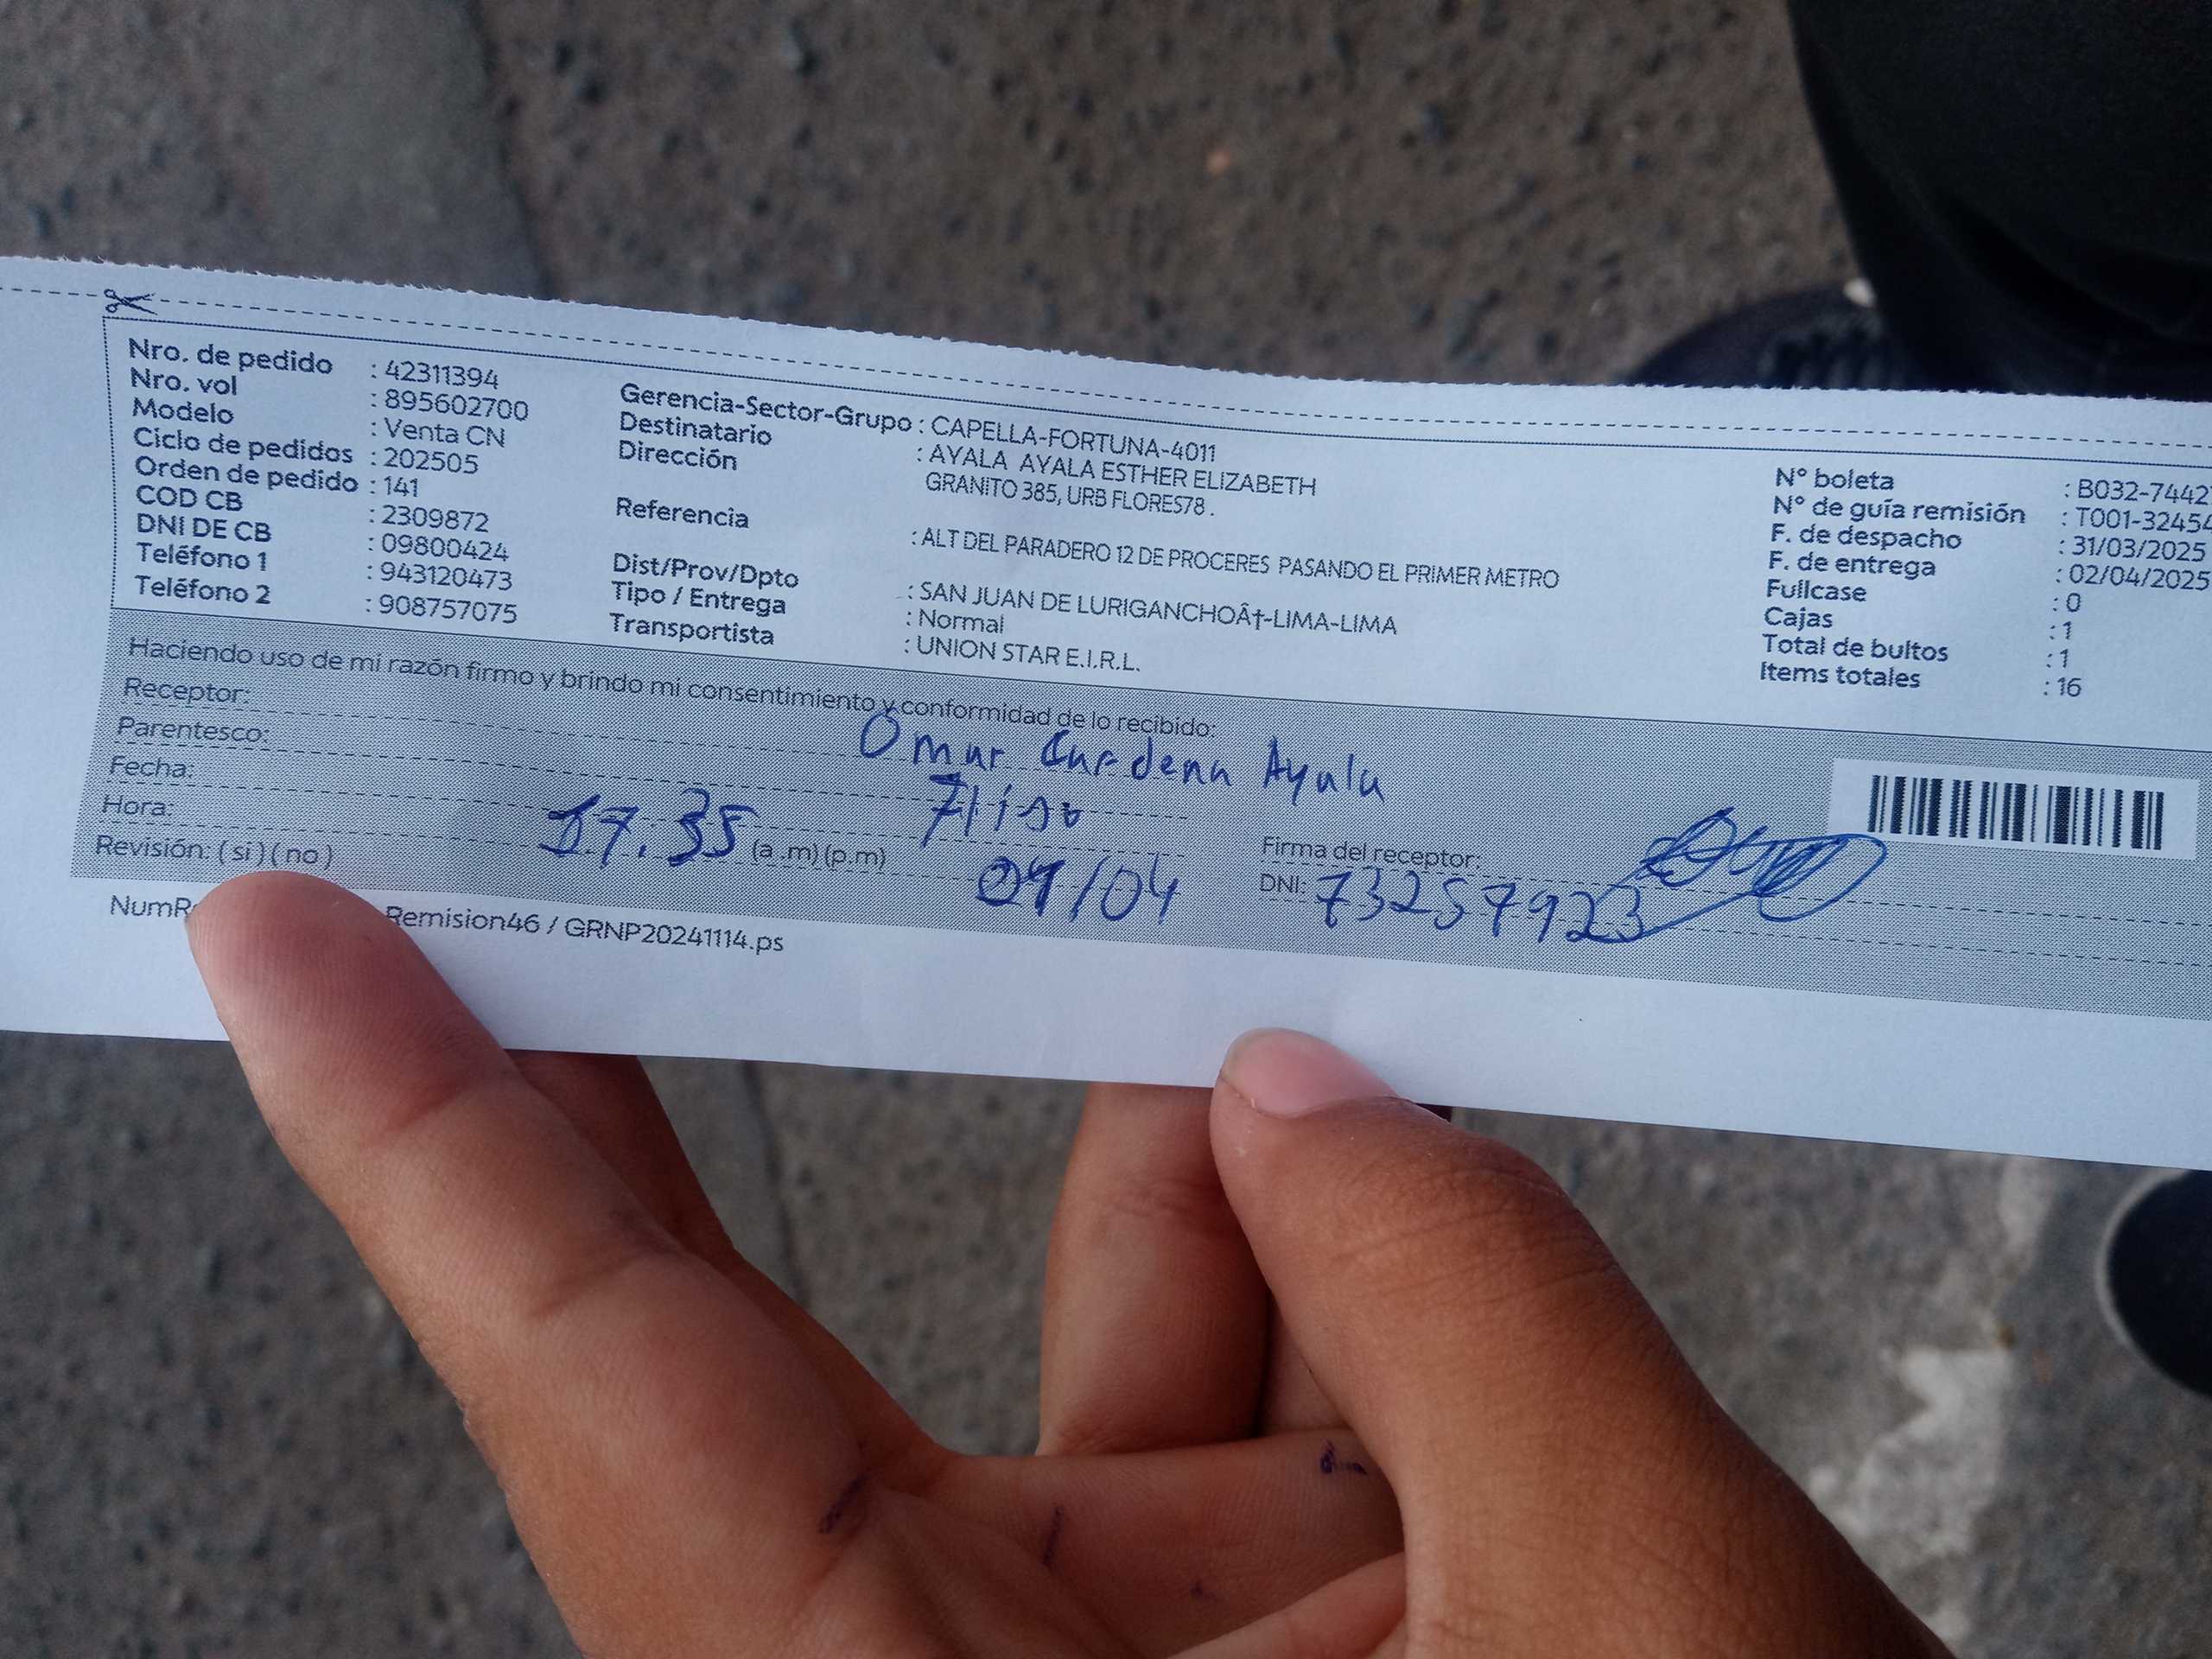 Nro. de pedido : 42311394
Nro. vol : 895602700
Modelo : Venta CN
Ciclo de pedidos : 202505
Orden de pedido : 141
COD CB : 2309872
DNI DE CB : 09800424
Teléfono 1 : 943120473
Teléfono 2 : 908757075
Gerencia-Sector-Grupo : CAPELLA-FORTUNA-4011
Destinatario : AYALA AYALA ESTHER ELIZABETH
Dirección GRANITO 385, URB FLORES78 .
Referencia : ALT DEL PARADERO 12 DE PROCERES PASANDO EL PRIMER METRO
Dist/Prov/Dpto : SAN JUAN DE LURIGANCHOÂ†-LIMA-LIMA
Tipo / Entrega : Normal
Transportista : UNION STAR E.I.R.L.
N° boleta : B032-7442
N° de guía remisión : T001-32454
F. de despacho : 31/03/2025
F. de entrega : 02/04/2025
Fullcase : 0
Cajas : 1
Total de bultos : 1
Items totales : 16
Haciendo uso de mi razón firmo y brindo mi consentimiento y conformidad de lo recibido:
Receptor: Omar Ayala
Parentesco:
Fecha: 04
Hora: 17.35 (a.m)(p.m)
Revisión: (si)(no)
Firma del receptor:
DNI:
Remision46 / GRNP20241114.ps